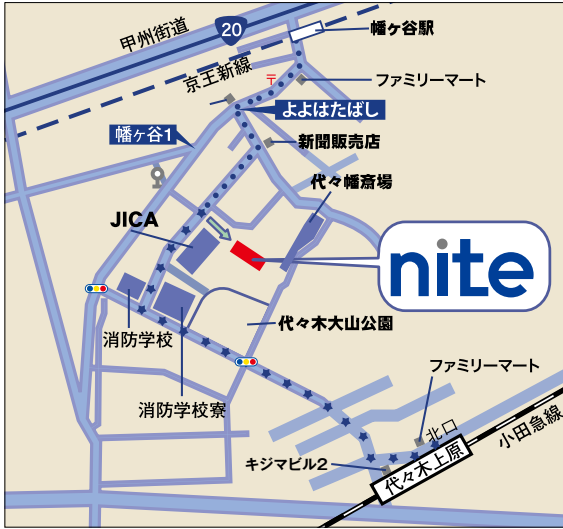 甲州街道
20
幡ヶ谷駅
京王新線
〒
ファミリーマート
よよはたばし
幡ヶ谷1
新聞販売店
代々幡斎場
JICA
nite
代々木大山公園
消防学校
消防学校寮
ファミリーマート
北口
小田急線
キジマビル2
代々木上原